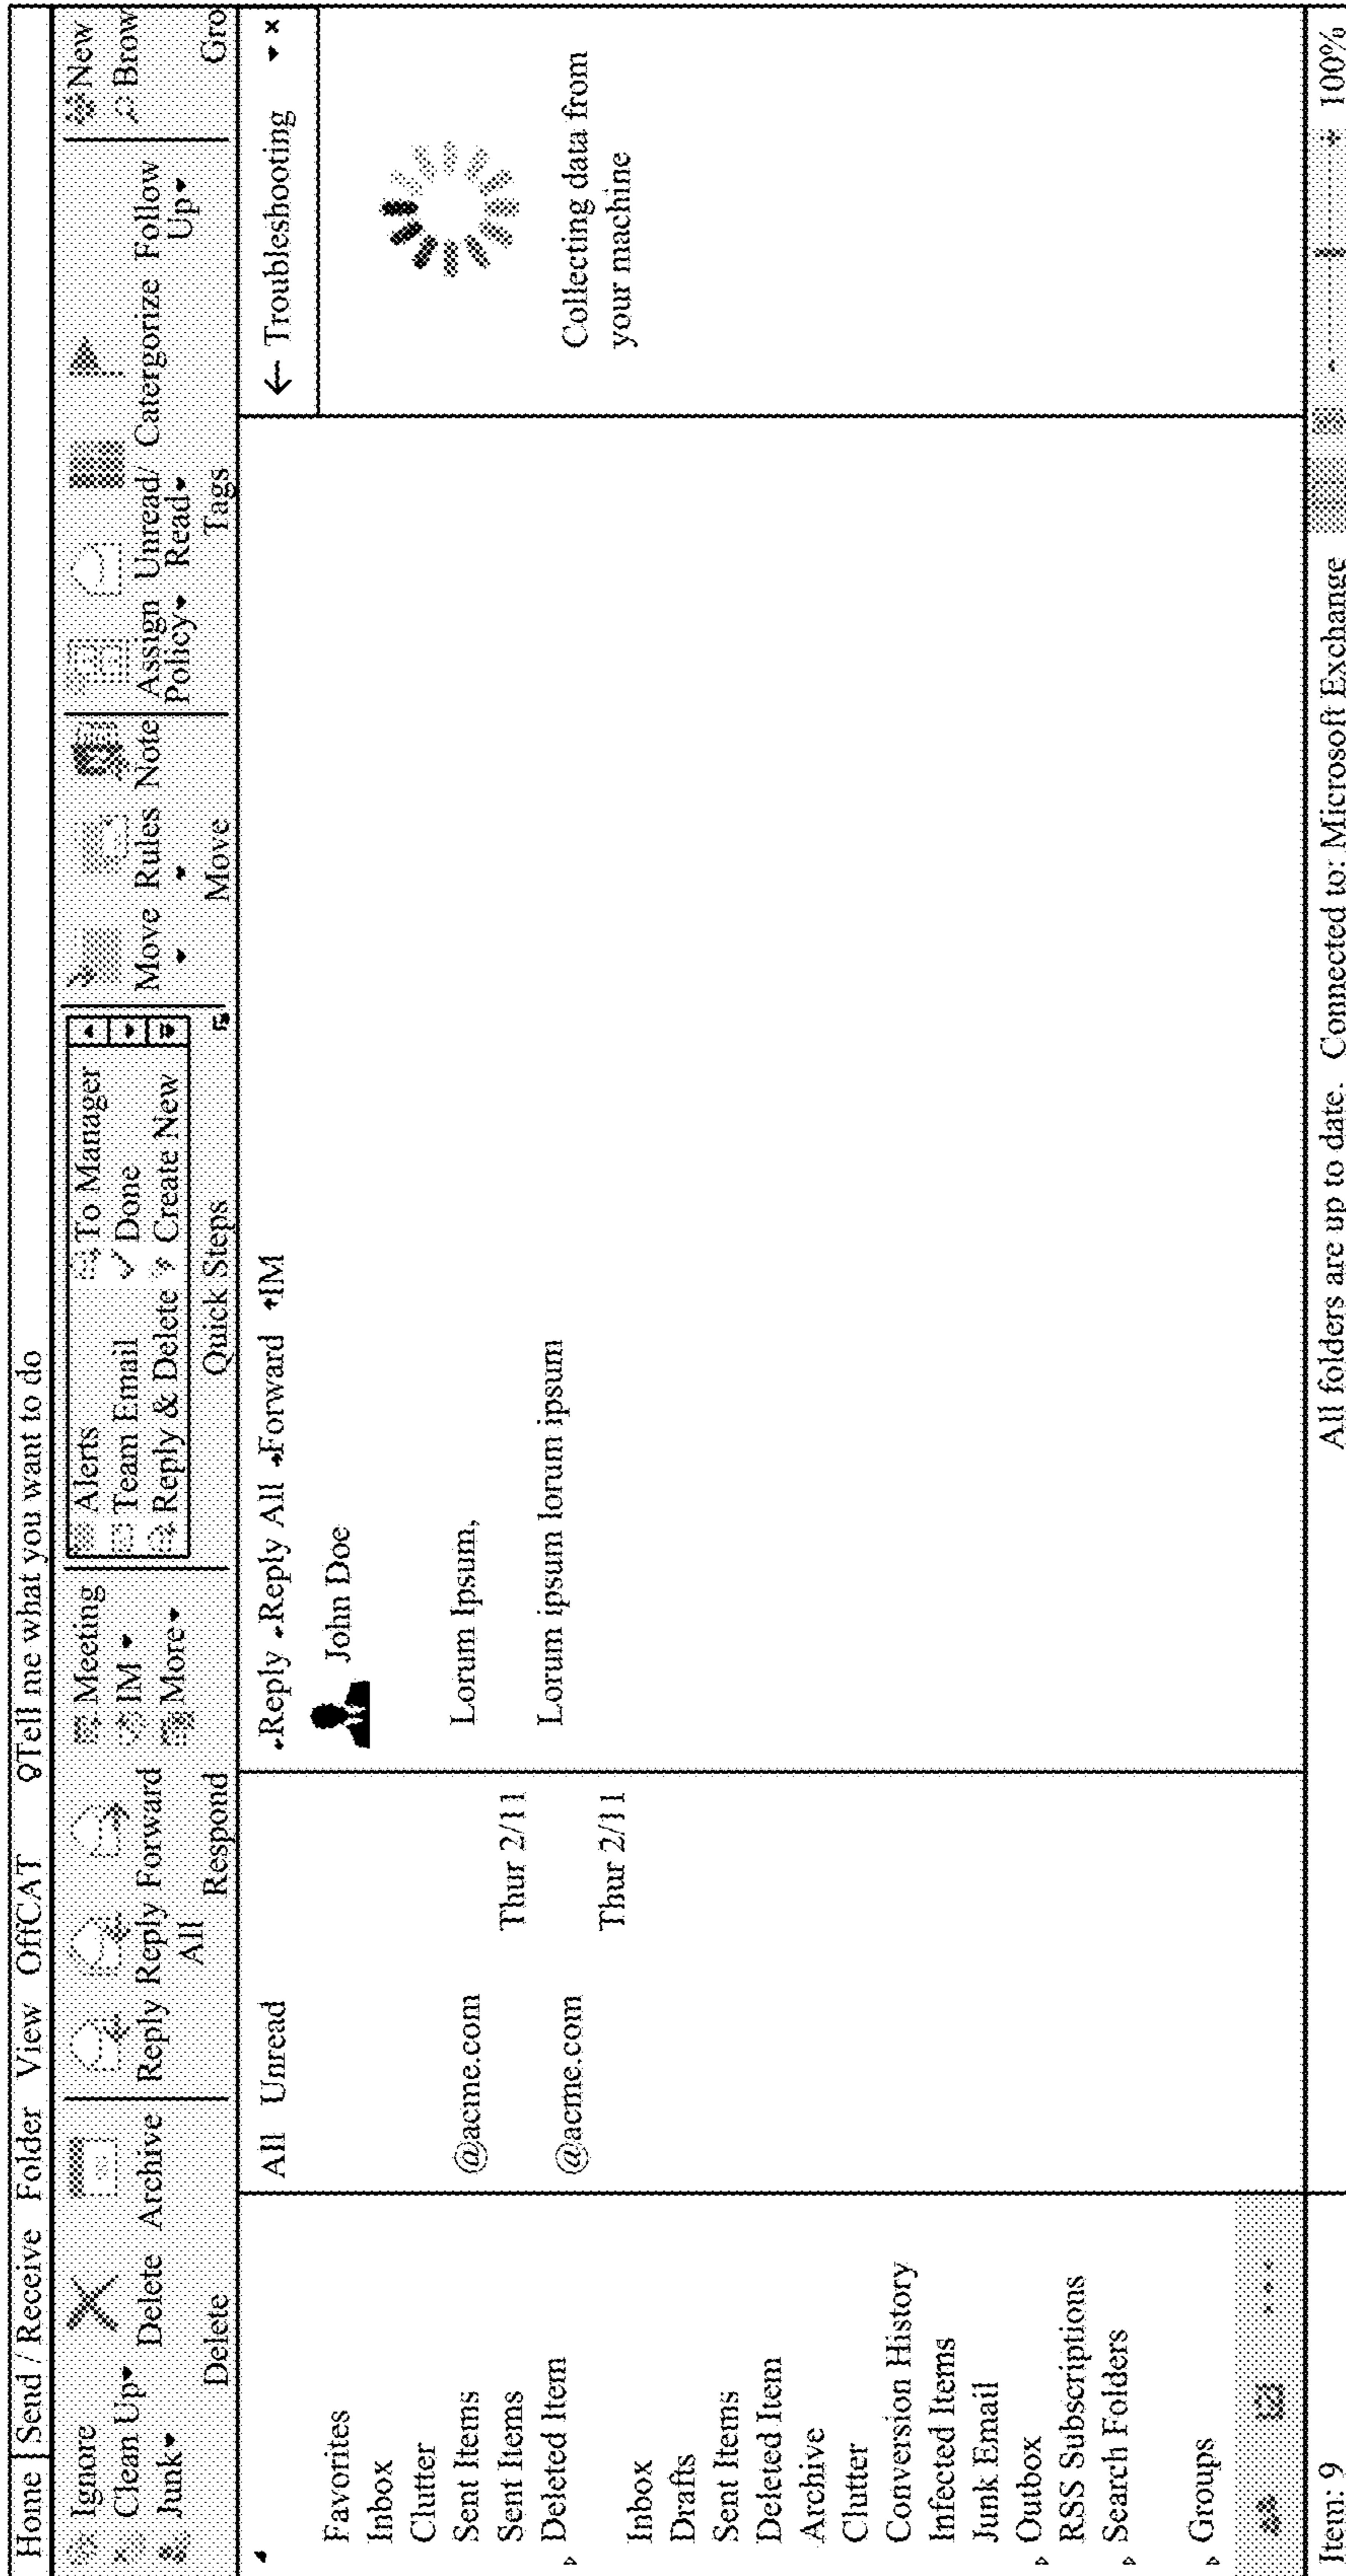 Home Send / Receive Folder View OffCAT Tell me what you want to do
Ignore
Clean Up
Junk
Delete Archive
Delete
Reply Reply Forward
All
Meeting
IM
More
Respond
Alerts
Team Email
Reply & Delete
To Manager
Done
Create New
Quick Steps
Move Rules Note
Move
Assign Unread/ Catergorize Follow
Policy Read Up
Tags
New
Brow
Gro
Favorites
Inbox
Clutter
Sent Items
Sent Items
Deleted Item
Inbox
Drafts
Sent Items
Deleted Item
Archive
Clutter
Conversion History
Infected Items
Junk Email
Outbox
RSS Subscriptions
Search Folders
Groups
All Unread
@acme.com
Thur 2/11
@acme.com
Thur 2/11
Reply Reply All Forward IM
John Doe
Lorum Ipsum,
Lorum ipsum lorum ipsum
← Troubleshooting ×
Collecting data from
your machine
Item: 9
All folders are up to date. Connected to: Microsoft Exchange
100%